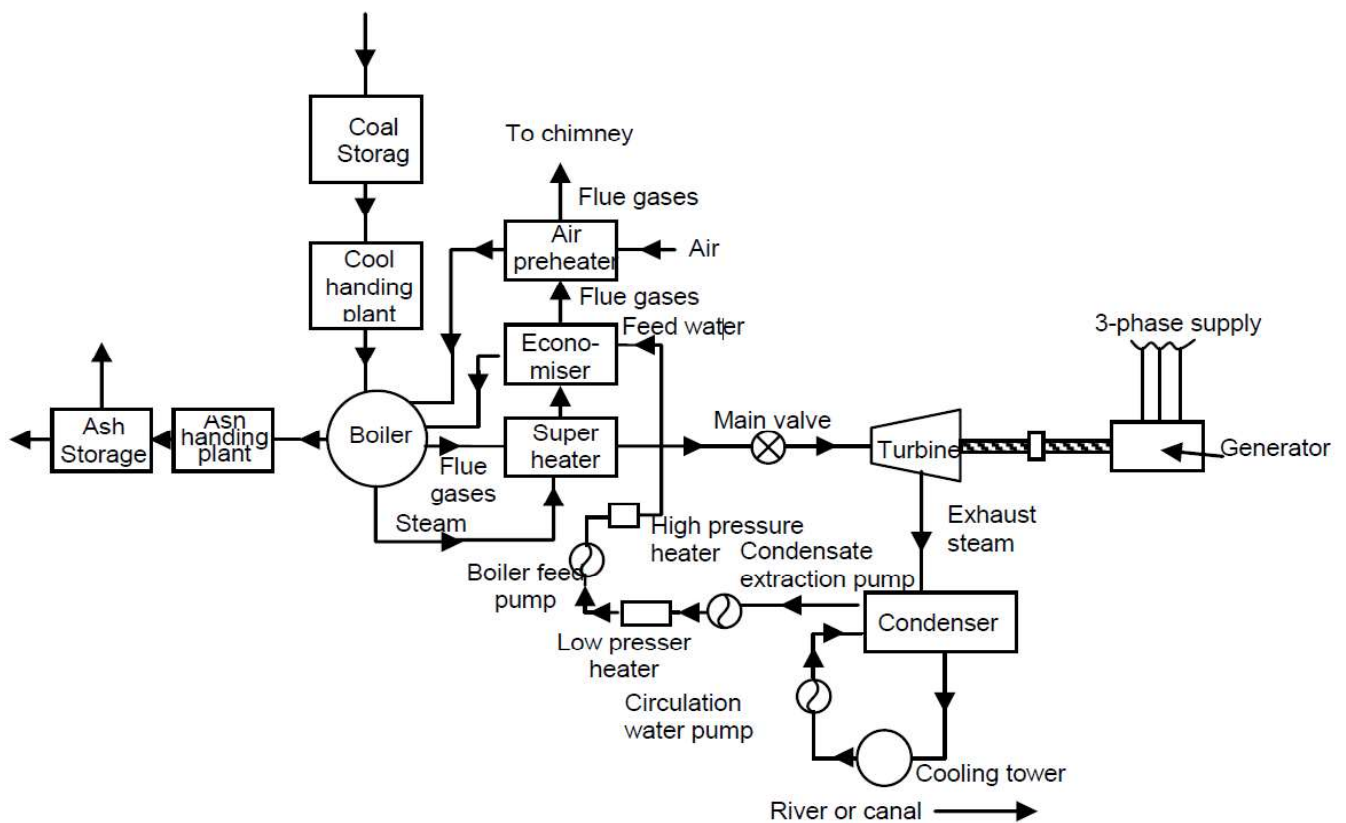 Coal
Storag
To chimney
Flue gases
Cool
handing
plant
Air
preheater
Air
Flue gases
Feed water
Econo-
miser
3-phase supply
Ash
Storage
Ash
handing
plant
Boiler
Super
heater
Flue
gases
Main valve
Turbine
Generator
Steam
High pressure
heater
Exhaust
steam
Boiler feed
pump
Condensate
extraction pump
Condenser
Low presser
heater
Circulation
water pump
Cooling tower
River or canal